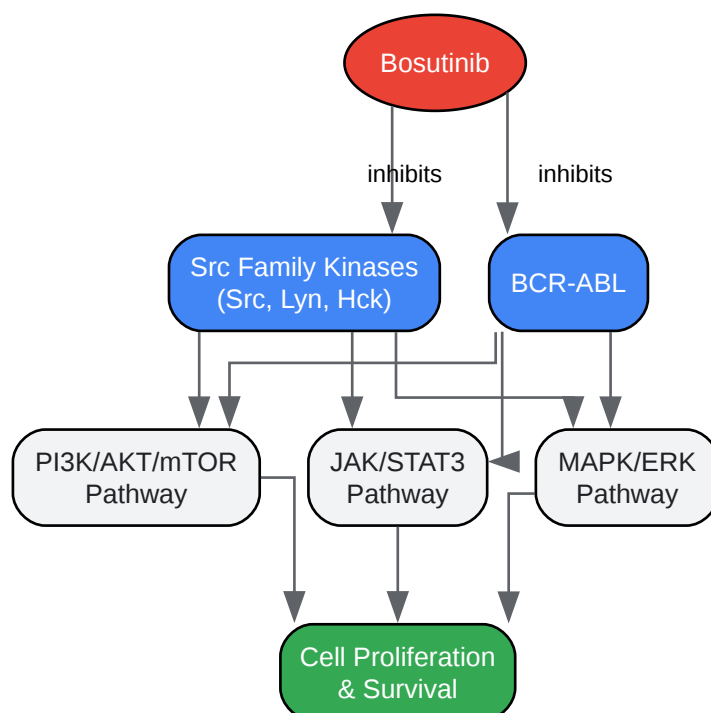 Bosutinib
inhibits
inhibits
Src Family Kinases
(Src, Lyn, Hck)
BCR-ABL
PI3K/AKT/mTOR
Pathway
JAK/STAT3
Pathway
MAPK/ERK
Pathway
Cell Proliferation
& Survival